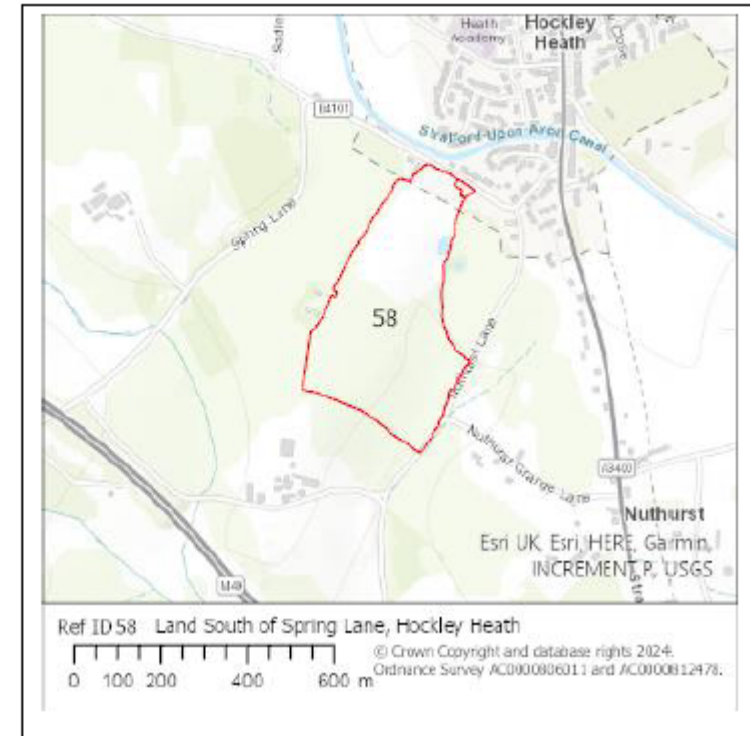 Heath
Academy
Hockley
Heath
B4101
Stratford-Upon-Avon Canal
Spring Lane
58
Nuthurst Lane
Nuthurst Grange Lane
A3400
Nuthurst
Esri UK, Esri, HERE, Garmin,
INCREMENT P, USGS
M40
Ref ID 58 Land South of Spring Lane, Hockley Heath
0 100 200 400 600 m
© Crown Copyright and database rights 2024.
Ordnance Survey AC0000806011 and AC0000812478.